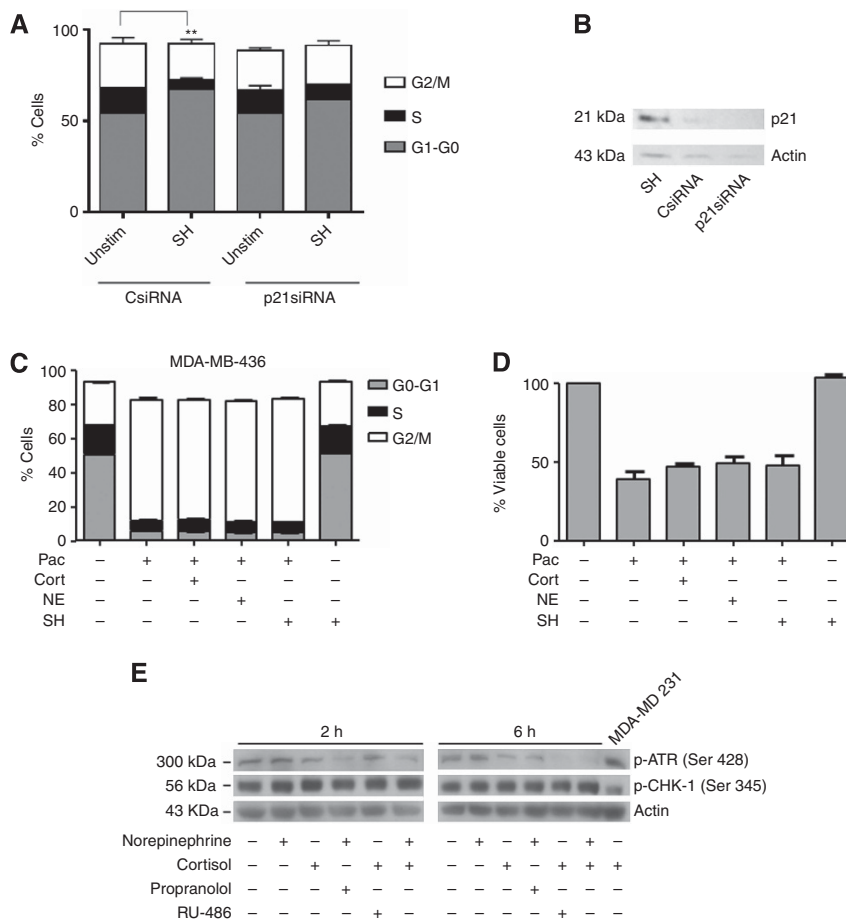 A
100
50
0
% Cells
**
G2/M
S
G1-G0
Unstim
SH
Unstim
SH
CsiRNA
p21siRNA
B
21 kDa
p21
43 kDa
Actin
SH
CsiRNA
p21siRNA
C
MDA-MB-436
100
80
60
40
20
0
% Cells
G0-G1
S
G2/M
Pac – + + + + –
Cort – – + – – –
NE – – – + – –
SH – – – – + +
D
100
50
0
% Viable cells
Pac – + + + + –
Cort – – + – – –
NE – – – + – –
SH – – – – + +
E
2 h
6 h
MDA-MD 231
300 kDa
p-ATR (Ser 428)
56 kDa
p-CHK-1 (Ser 345)
43 KDa
Actin
Norepinephrine – + – + – + – + – + – + –
Cortisol – – + – + + – – + – + + +
Propranolol – – – + – – – – – + – – –
RU-486 – – – – + – – – – – + – –